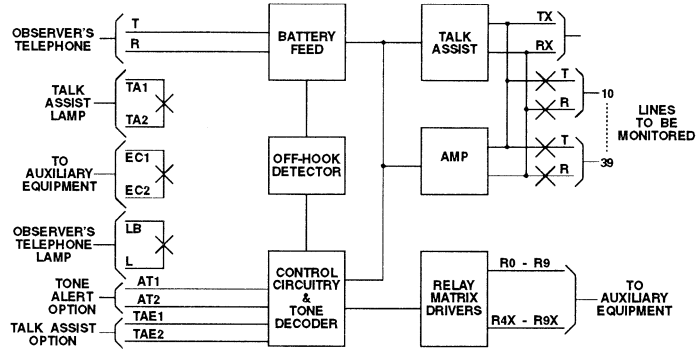 OBSERVER'S
TELEPHONE
T
R
BATTERY
FEED
TALK
ASSIST
TX
RX
T
R
10
LINES
TO BE
MONITORED
T
R
39
TALK
ASSIST
LAMP
TA1
TA2
TO
AUXILIARY
EQUIPMENT
EC1
EC2
OFF-HOOK
DETECTOR
AMP
OBSERVER'S
TELEPHONE
LAMP
LB
L
TONE
ALERT
OPTION
AT1
AT2
TALK ASSIST
OPTION
TAE1
TAE2
CONTROL
CIRCUITRY
&
TONE
DECODER
RELAY
MATRIX
DRIVERS
R0 - R9
R4X - R9X
TO
AUXILIARY
EQUIPMENT